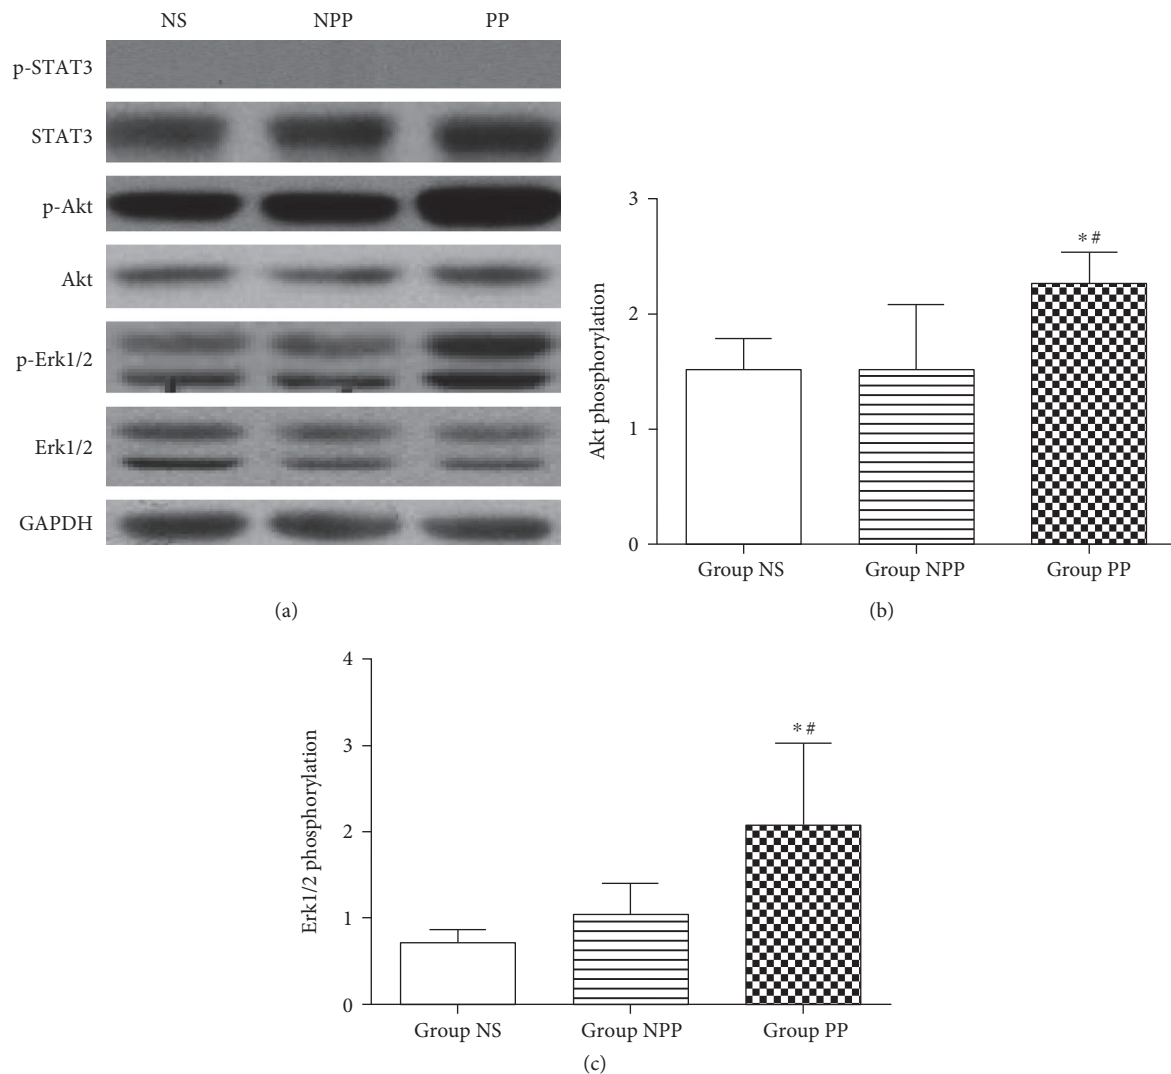 NS NPP PP
p-STAT3
STAT3
p-Akt
Akt
p-Erk1/2
Erk1/2
GAPDH
(a)
Akt phosphorylation
3
2
1
0
*#
Group NS Group NPP Group PP
(b)
Erk1/2 phosphorylation
4
3
2
1
0
*#
Group NS Group NPP Group PP
(c)